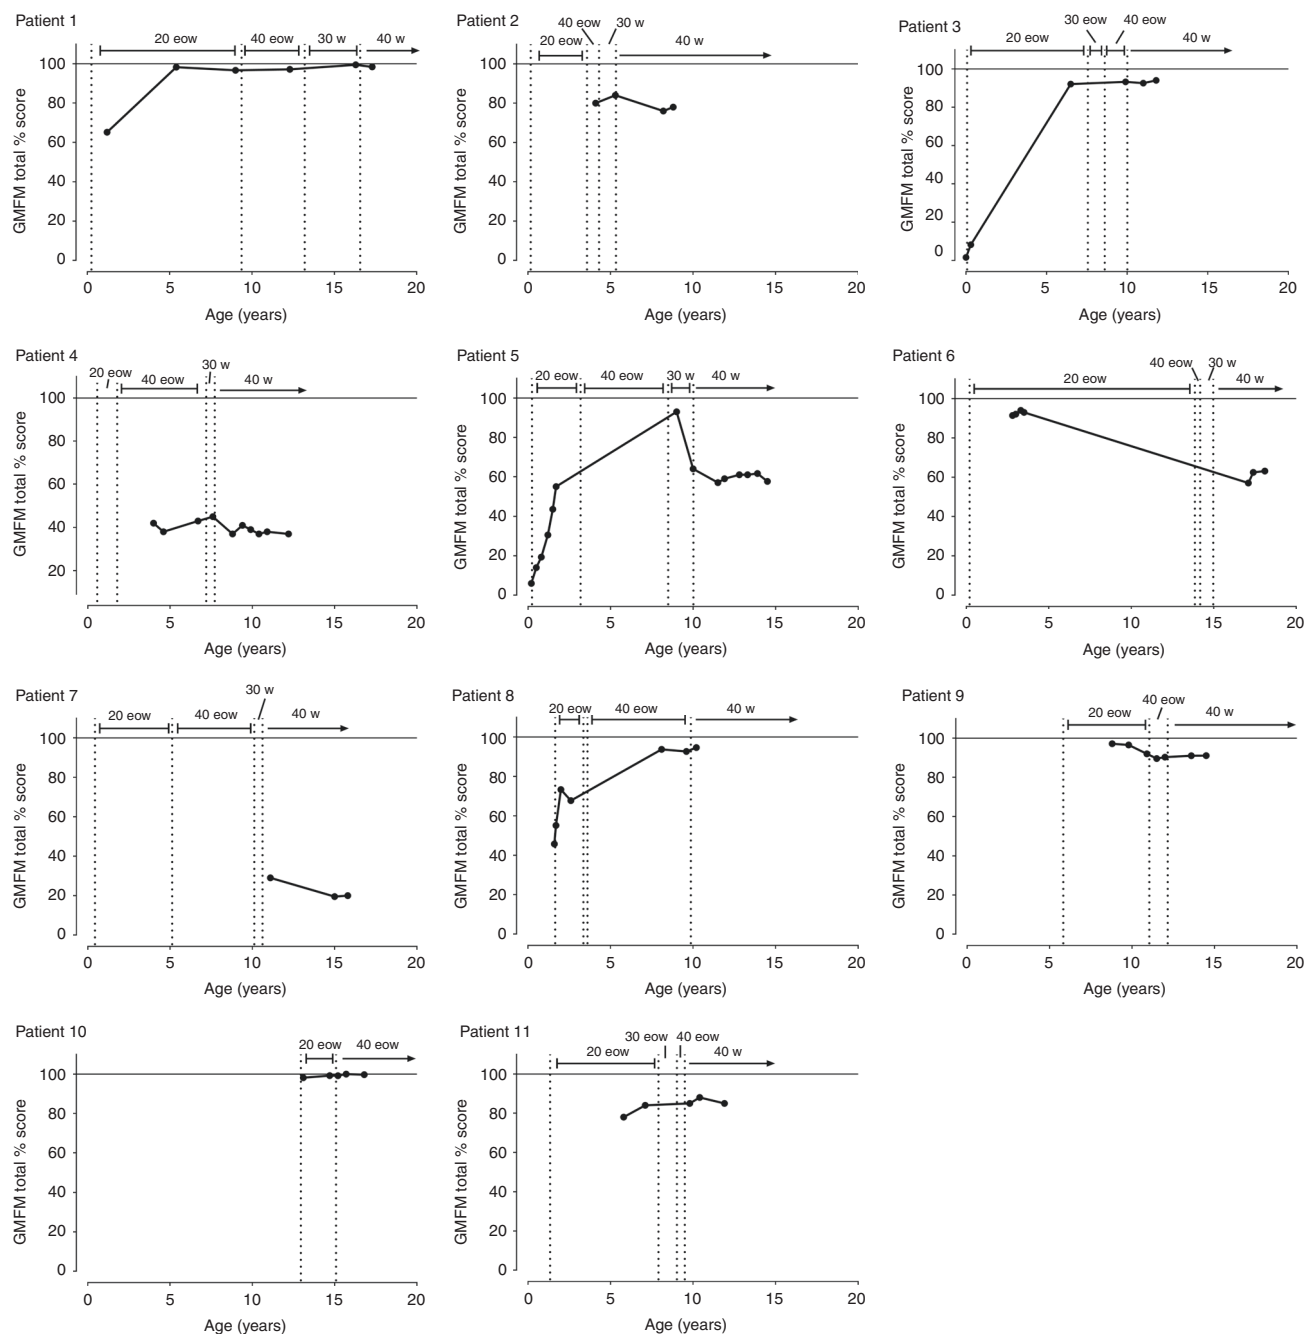 Patient 1
20 eow 40 eow 30 w 40 w
GMFM total % score
100
80
60
40
20
0
0 5 10 15 20
Age (years)
Patient 2
40 eow 30 w
20 eow 40 w
GMFM total % score
100
80
60
40
20
0
0 5 10 15 20
Age (years)
Patient 3
30 eow 40 eow
20 eow 40 w
GMFM total % score
100
80
60
40
20
0
0 5 10 15 20
Age (years)
Patient 4
20 eow 30 w
40 eow 40 w
GMFM total % score
100
80
60
40
20
0 5 10 15 20
Age (years)
Patient 5
20 eow 40 eow 30 w 40 w
GMFM total % score
100
80
60
40
20
0
0 5 10 15 20
Age (years)
Patient 6
40 eow 30 w
20 eow 40 w
GMFM total % score
100
80
60
40
20
0
0 5 10 15 20
Age (years)
Patient 7
30 w
20 eow 40 eow 40 w
GMFM total % score
100
80
60
40
20
0
0 5 10 15 20
Age (years)
Patient 8
20 eow 40 eow 40 w
GMFM total % score
100
80
60
40
20
0
0 5 10 15 20
Age (years)
Patient 9
40 eow
20 eow 40 w
GMFM total % score
100
80
60
40
20
0
0 5 10 15 20
Age (years)
Patient 10
20 eow 40 eow
GMFM total % score
100
80
60
40
20
0
0 5 10 15 20
Age (years)
Patient 11
30 eow 40 eow
20 eow 40 w
GMFM total % score
100
80
60
40
20
0
0 5 10 15 20
Age (years)